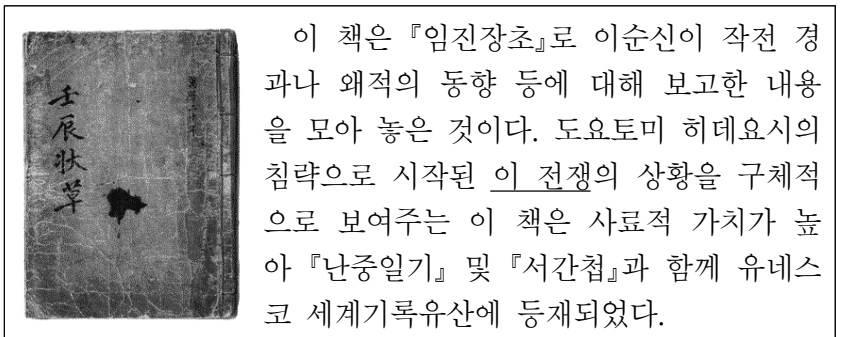 壬辰狀草
이 책은 『임진장초』로 이순신이 작전 경
과나 왜적의 동향 등에 대해 보고한 내용
을 모아 놓은 것이다. 도요토미 히데요시의
침략으로 시작된 이 전쟁의 상황을 구체적
으로 보여주는 이 책은 사료적 가치가 높
아 『난중일기』 및 『서간첩』과 함께 유네스
코 세계기록유산에 등재되었다.